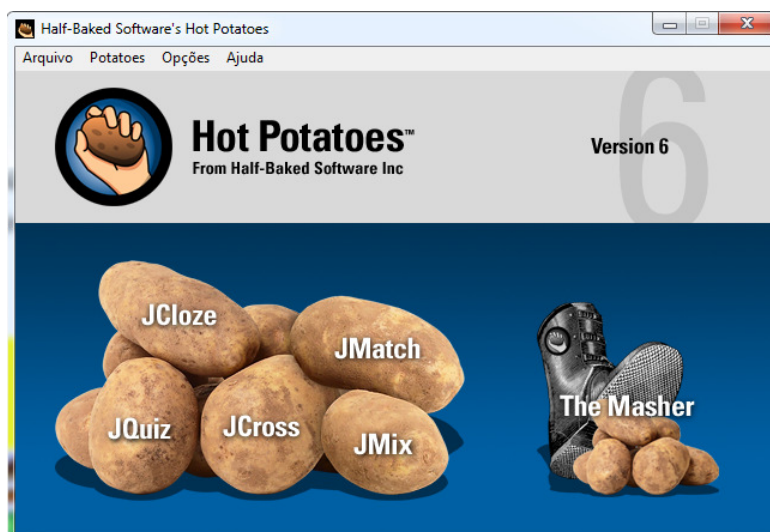 Half-Baked Software's Hot Potatoes
Arquivo Potatoes Opções Ajuda
6
Hot Potatoes™
From Half-Baked Software Inc
Version 6
JCloze
JMatch
JQuiz
JCross
JMix
The Masher